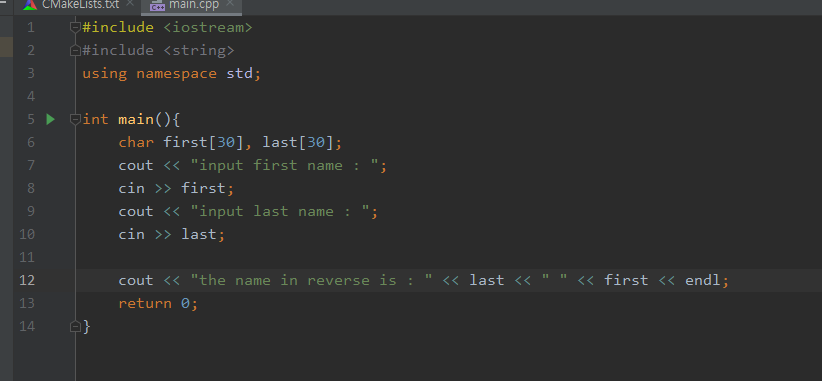 CMakeLists.txt main.cpp
1 #include <iostream>
2 #include <string>
3 using namespace std;
4
5 int main(){
6 char first[30], last[30];
7 cout << "input first name : ";
8 cin >> first;
9 cout << "input last name : ";
10 cin >> last;
11
12 cout << "the name in reverse is : " << last << " " << first << endl;
13 return 0;
14 }